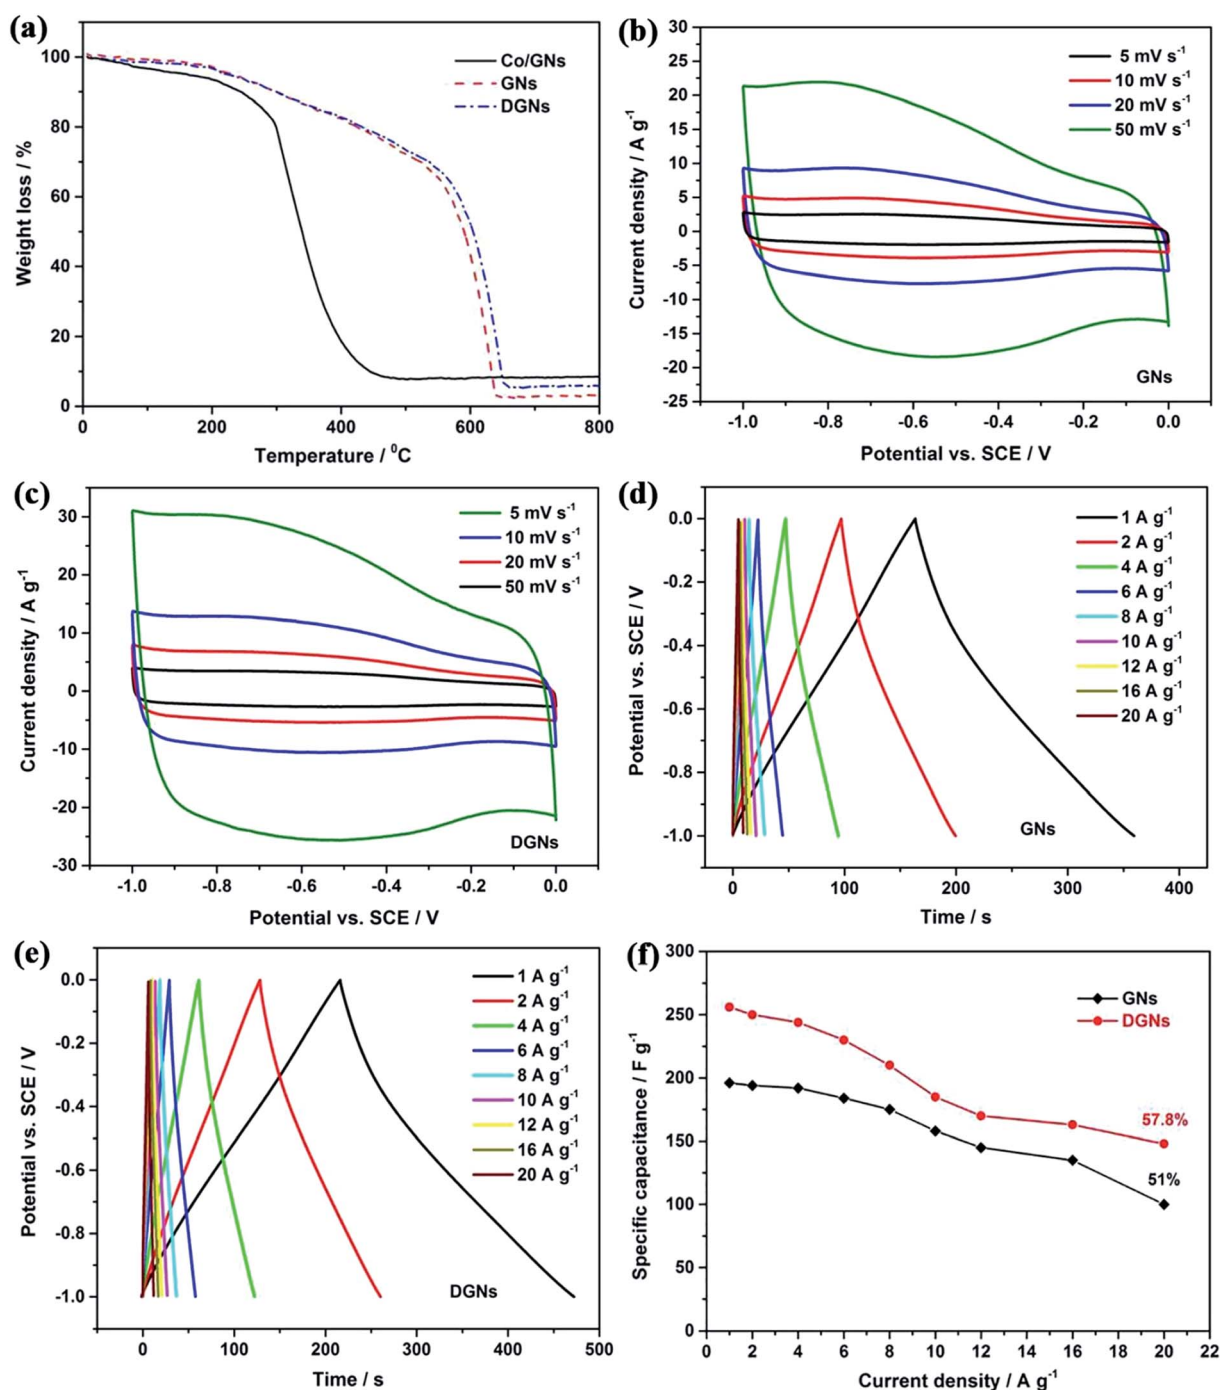 (a)
100
80
60
40
20
0
Weight loss / %
0 200 400 600 800
Temperature / ⁰C
Co/GNs
GNs
DGNs
(b)
30
25
20
15
10
5
0
-5
-10
-15
-20
-25
Current density / A g⁻¹
-1.0 -0.8 -0.6 -0.4 -0.2 0.0
Potential vs. SCE / V
5 mV s⁻¹
10 mV s⁻¹
20 mV s⁻¹
50 mV s⁻¹
GNs
(c)
30
20
10
0
-10
-20
-30
Current density / A g⁻¹
-1.0 -0.8 -0.6 -0.4 -0.2 0.0
Potential vs. SCE / V
5 mV s⁻¹
10 mV s⁻¹
20 mV s⁻¹
50 mV s⁻¹
DGNs
(d)
0.0
-0.2
-0.4
-0.6
-0.8
-1.0
Potential vs. SCE / V
0 100 200 300 400
Time / s
1 A g⁻¹
2 A g⁻¹
4 A g⁻¹
6 A g⁻¹
8 A g⁻¹
10 A g⁻¹
12 A g⁻¹
16 A g⁻¹
20 A g⁻¹
GNs
(e)
0.0
-0.2
-0.4
-0.6
-0.8
-1.0
Potential vs. SCE / V
0 100 200 300 400 500
Time / s
1 A g⁻¹
2 A g⁻¹
4 A g⁻¹
6 A g⁻¹
8 A g⁻¹
10 A g⁻¹
12 A g⁻¹
16 A g⁻¹
20 A g⁻¹
DGNs
(f)
300
250
200
150
100
50
0
Specific capacitance / F g⁻¹
0 2 4 6 8 10 12 14 16 18 20 22
Current density / A g⁻¹
GNs
DGNs
57.8%
51%